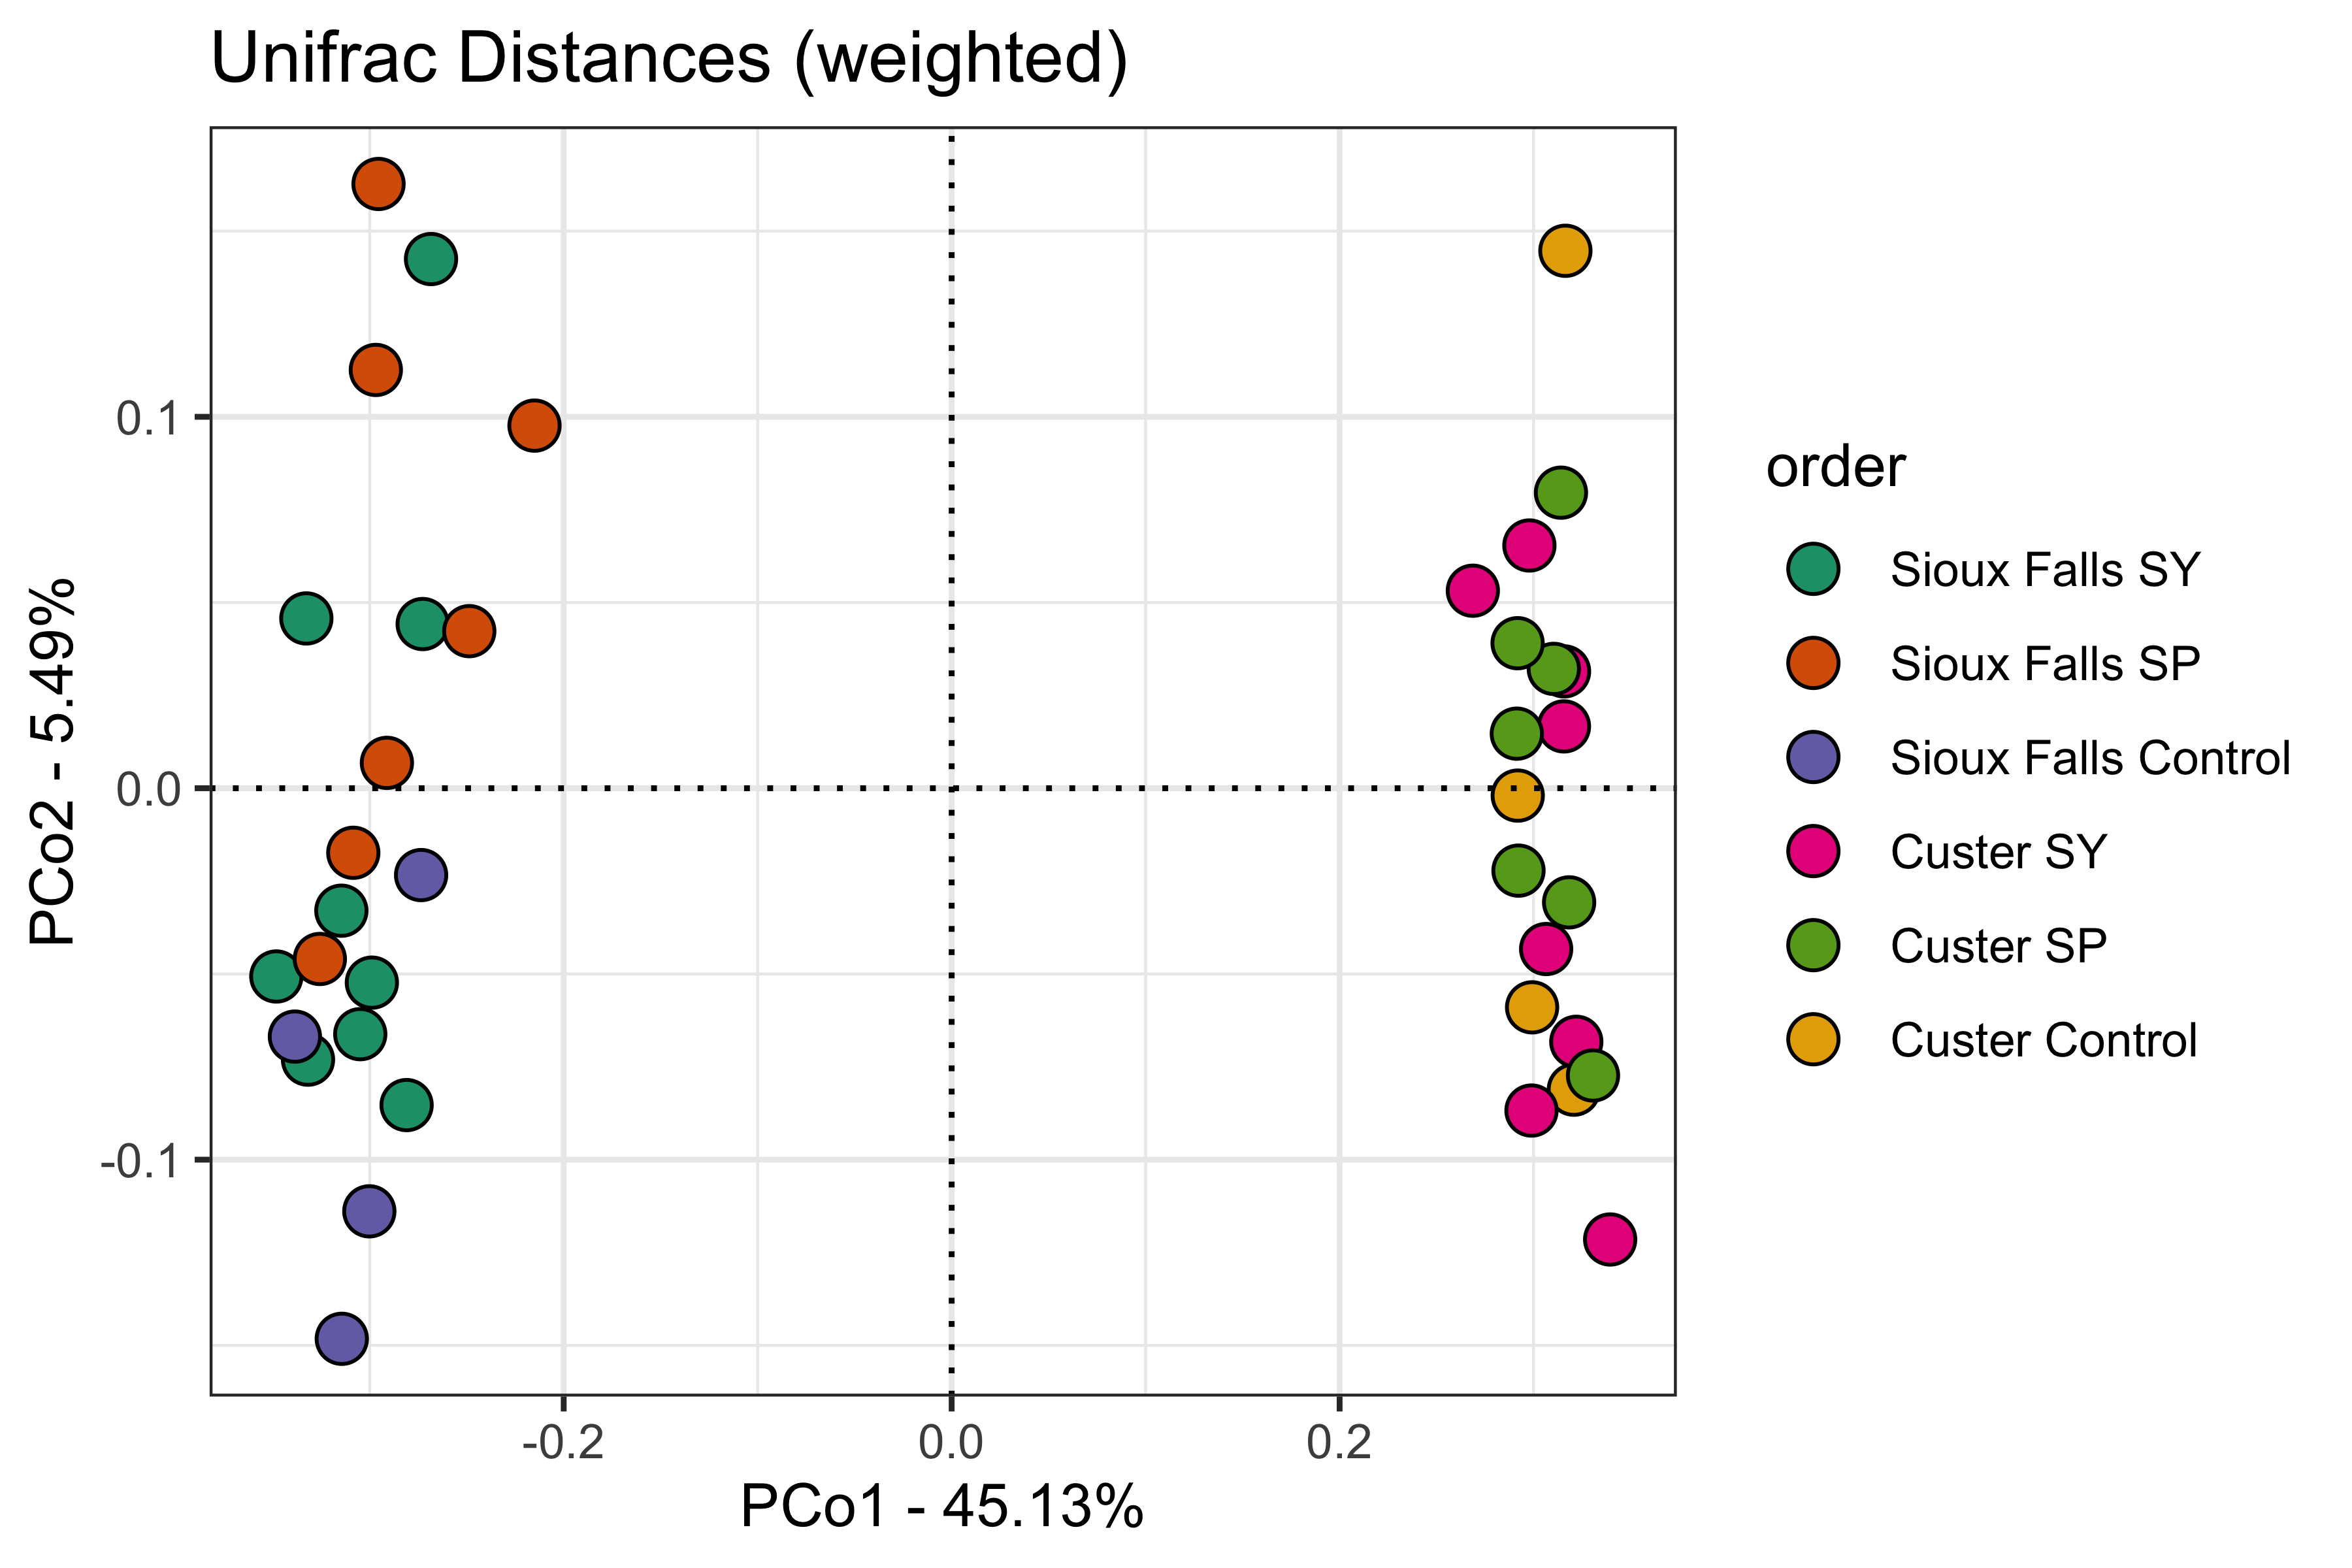 Unifrac Distances (weighted)
PCo2 - 5.49%
0.1
0.0
-0.1
-0.2
0.0
0.2
PCo1 - 45.13%
order
Sioux Falls SY
Sioux Falls SP
Sioux Falls Control
Custer SY
Custer SP
Custer Control